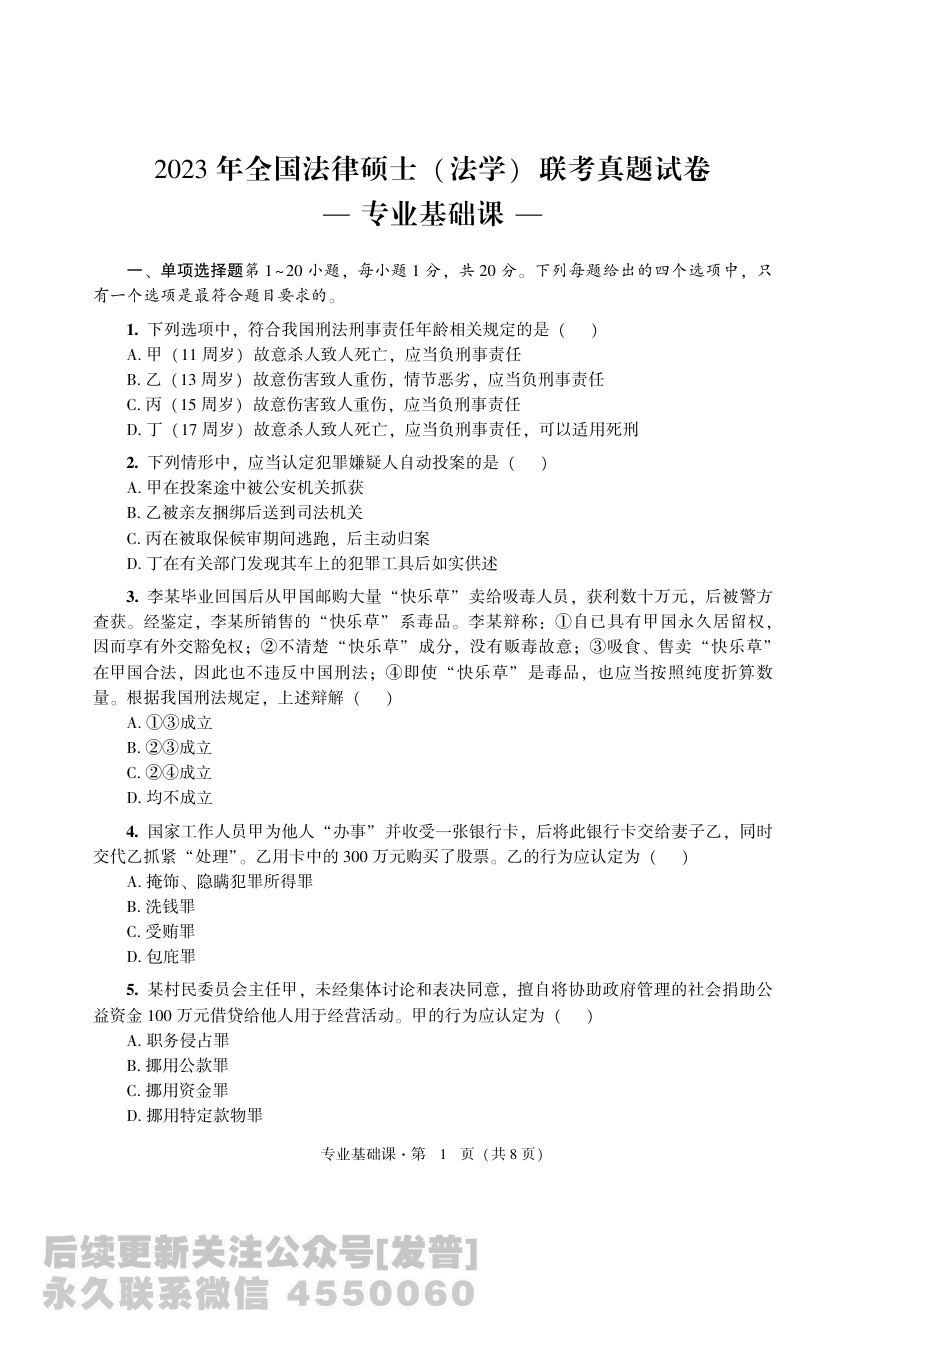 2023 年全国法律硕士（法学）联考真题试卷
— 专业基础课 —
一、单项选择题第 1~20 小题，每小题 1 分，共 20 分。下列每题给出的四个选项中，只
有一个选项是最符合题目要求的。
1. 下列选项中，符合我国刑法刑事责任年龄相关规定的是（ ）
A. 甲（11 周岁）故意杀人致人死亡，应当负刑事责任
B. 乙（13 周岁）故意伤害致人重伤，情节恶劣，应当负刑事责任
C. 丙（15 周岁）故意伤害致人重伤，应当负刑事责任
D. 丁（17 周岁）故意杀人致人死亡，应当负刑事责任，可以适用死刑
2. 下列情形中，应当认定犯罪嫌疑人自动投案的是（ ）
A. 甲在投案途中被公安机关抓获
B. 乙被亲友捆绑后送到司法机关
C. 丙在被取保候审期间逃跑，后主动归案
D. 丁在有关部门发现其车上的犯罪工具后如实供述
3. 李某毕业回国后从甲国邮购大量“快乐草”卖给吸毒人员，获利数十万元，后被警方
查获。经鉴定，李某所销售的“快乐草”系毒品。李某辩称：①自已具有甲国永久居留权，
因而享有外交豁免权；②不清楚“快乐草”成分，没有贩毒故意；③吸食、售卖“快乐草”
在甲国合法，因此也不违反中国刑法；④即使“快乐草”是毒品，也应当按照纯度折算数
量。根据我国刑法规定，上述辩解（ ）
A. ①③成立
B. ②③成立
C. ②④成立
D. 均不成立
4. 国家工作人员甲为他人“办事”并收受一张银行卡，后将此银行卡交给妻子乙，同时
交代乙抓紧“处理”。乙用卡中的 300 万元购买了股票。乙的行为应认定为（ ）
A. 掩饰、隐瞒犯罪所得罪
B. 洗钱罪
C. 受贿罪
D. 包庇罪
5. 某村民委员会主任甲，未经集体讨论和表决同意，擅自将协助政府管理的社会捐助公
益资金 100 万元借贷给他人用于经营活动。甲的行为应认定为（ ）
A. 职务侵占罪
B. 挪用公款罪
C. 挪用资金罪
D. 挪用特定款物罪
专业基础课·第 1 页（共 8 页）
后续更新关注公众号[发普]
永久联系微信 4550060